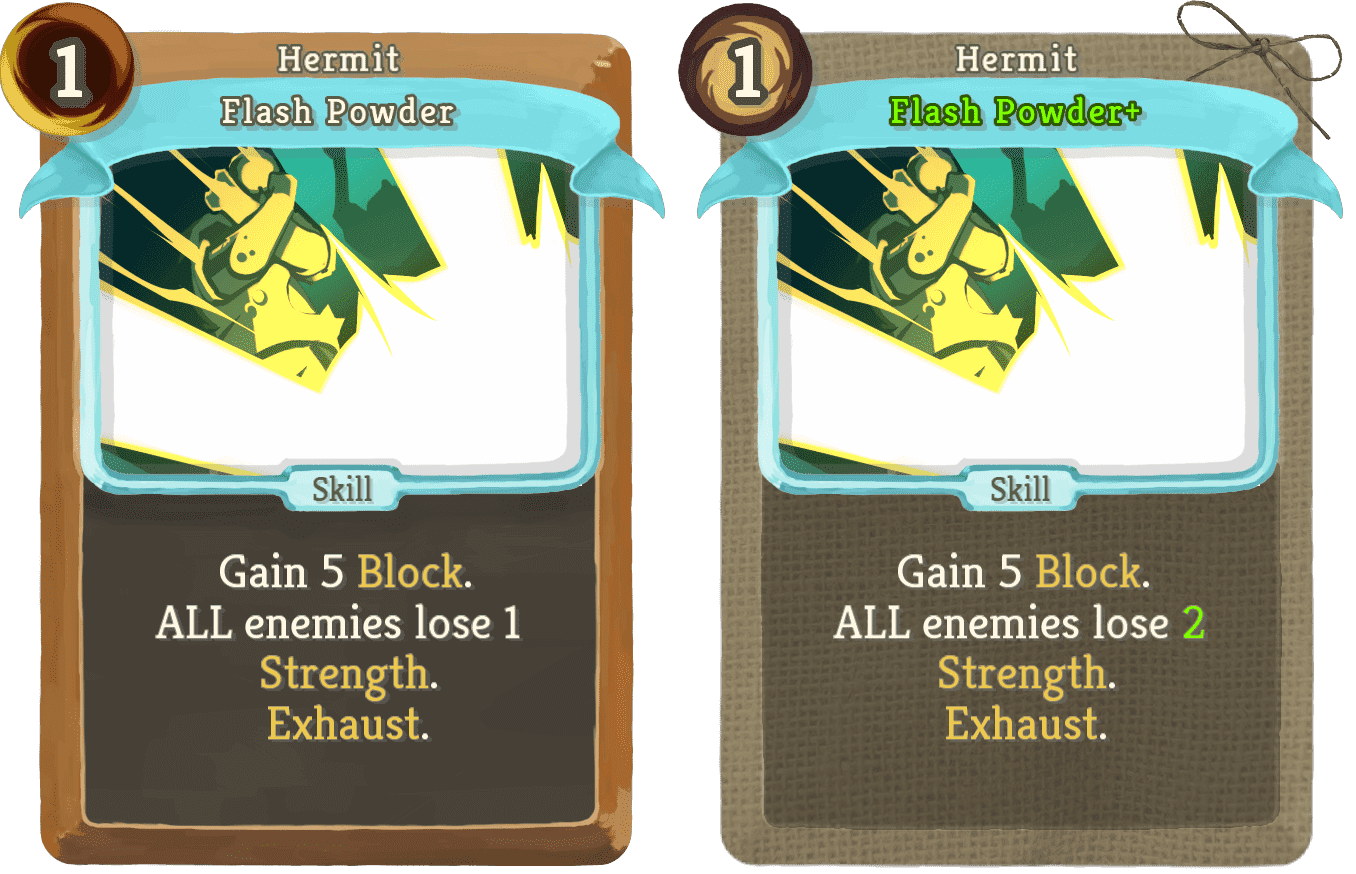 1
Hermit
Flash Powder
Skill
Gain 5 Block.
ALL enemies lose 1
Strength.
Exhaust.
1
Hermit
Flash Powder+
Skill
Gain 5 Block.
ALL enemies lose 2
Strength.
Exhaust.